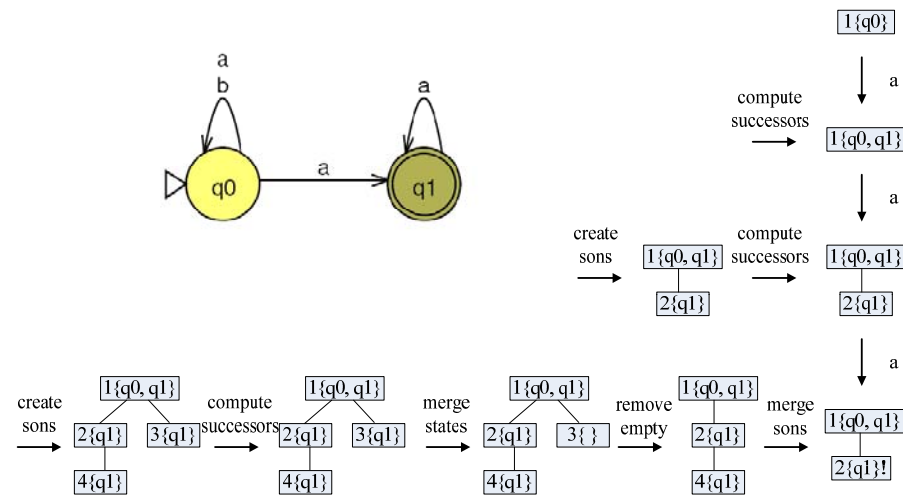 a
b
a
a
q0
q1
1{q0}
a
compute
successors
1{q0, q1}
a
create
sons
1{q0, q1}
2{q1}
compute
successors
1{q0, q1}
2{q1}
a
create
sons
1{q0, q1}
2{q1}
3{q1}
4{q1}
compute
successors
1{q0, q1}
2{q1}
3{q1}
4{q1}
merge
states
1{q0, q1}
2{q1}
3{ }
4{q1}
remove
empty
1{q0, q1}
2{q1}
4{q1}
merge
sons
1{q0, q1}
2{q1}!